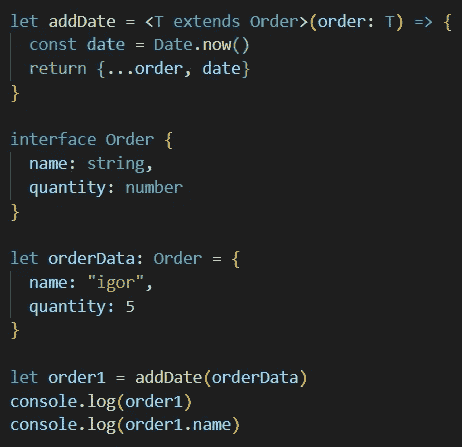 let addDate = <T extends Order>(order: T) => {
  const date = Date.now()
  return {...order, date}
}
interface Order {
  name: string,
  quantity: number
}
let orderData: Order = {
  name: "igor",
  quantity: 5
}
let order1 = addDate(orderData)
console.log(order1)
console.log(order1.name)